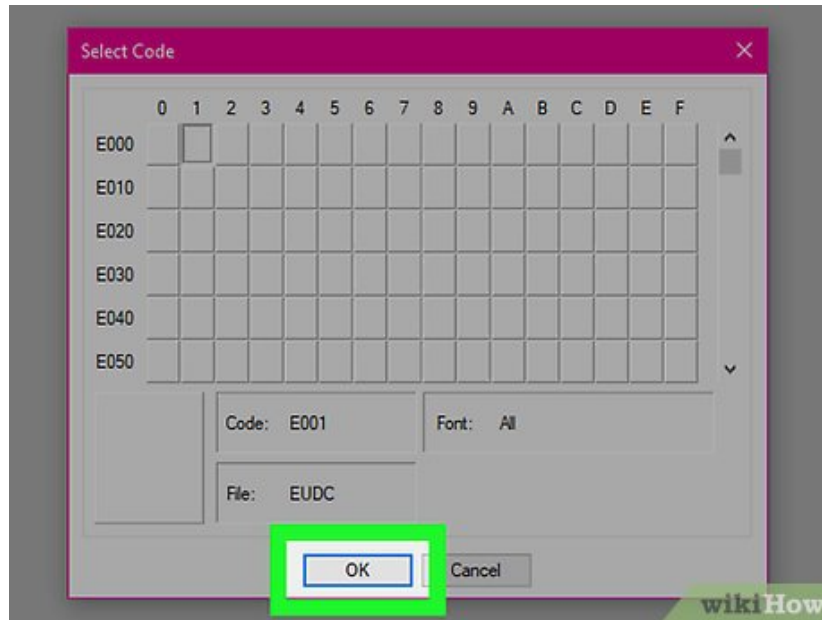 Select Code
0 1 2 3 4 5 6 7 8 9 A B C D E F
E000
E010
E020
E030
E040
E050
Code: E001 Font: All
File: EUDC
OK Cancel
wikiHow